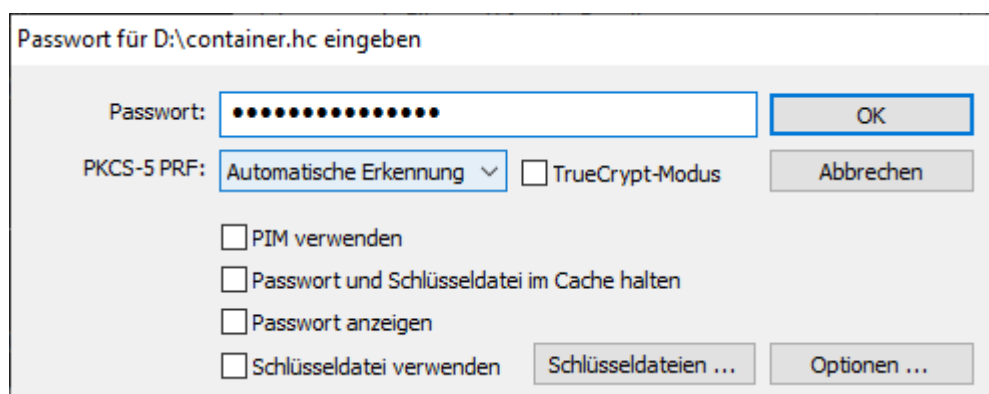 Passwort für D:\container.hc eingeben
Passwort: ●●●●●●●●●●●●●●● OK
PKCS-5 PRF: Automatische Erkennung TrueCrypt-Modus Abbrechen
PIM verwenden
Passwort und Schlüsseldatei im Cache halten
Passwort anzeigen
Schlüsseldatei verwenden Schlüsseldateien ... Optionen ...